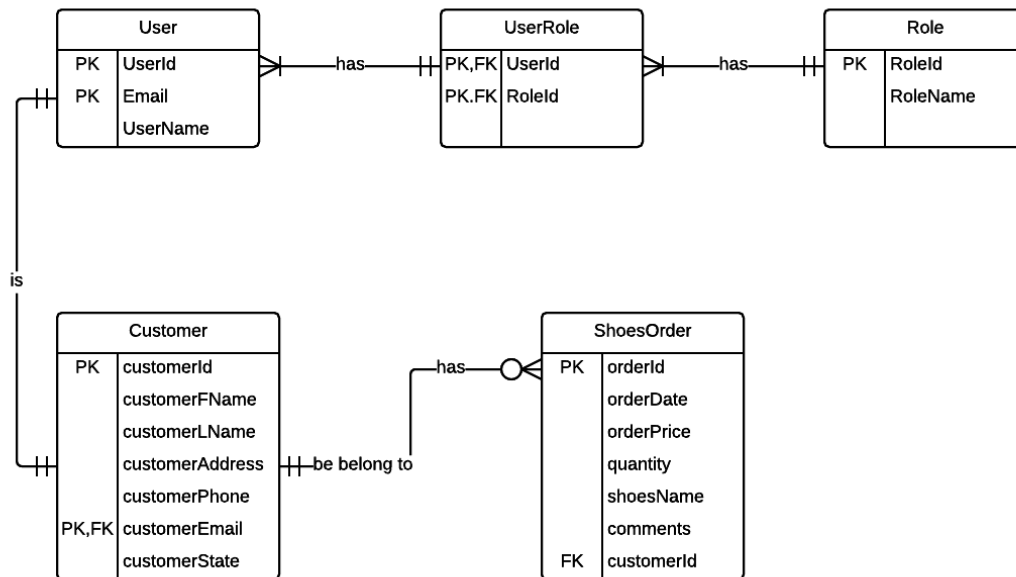 User
PK UserId
PK Email
UserName
has
UserRole
PK,FK UserId
PK.FK RoleId
has
Role
PK RoleId
RoleName
is
Customer
PK customerId
customerFName
customerLName
customerAddress
customerPhone
PK,FK customerEmail
customerState
be belong to
has
ShoesOrder
PK orderId
orderDate
orderPrice
quantity
shoesName
comments
FK customerId